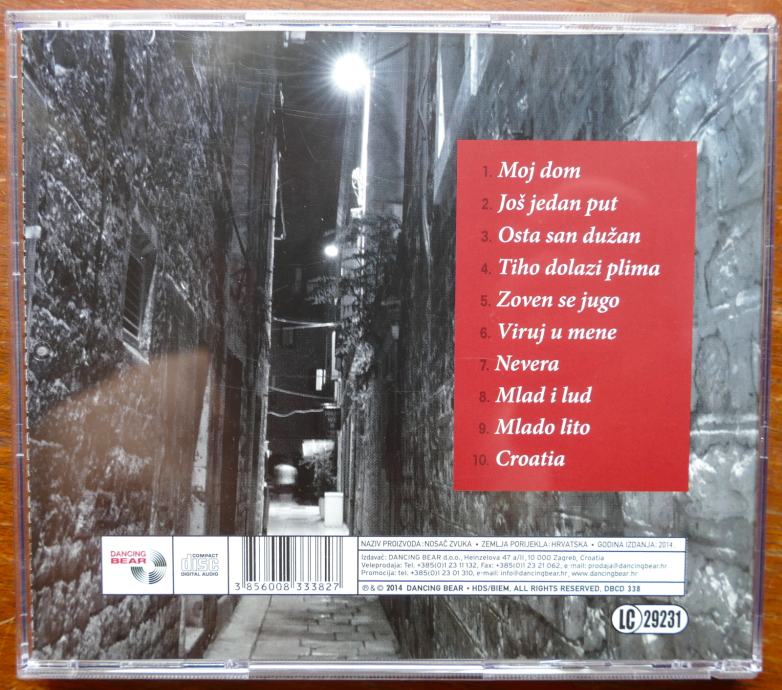 1. Moj dom
2. Još jedan put
3. Osta san dužan
4. Tiho dolazi plima
5. Zoven se jugo
6. Viruj u mene
7. Nevera
8. Mlad i lud
9. Mlado lito
10. Croatia
DANCING
BEAR
COMPACT
disc
DIGITAL AUDIO
3 856008 333827
NAZIV PROIZVODA: NOSAČ ZVUKA • ZEMLJA PORIJEKLA: HRVATSKA • GODINA IZDANJA: 2014.
Izdavač: DANCING BEAR d.o.o., Heinzelova 47 a/II, 10 000 Zagreb, Croatia
Veleprodaja: Tel. +385(0)1 23 11 132, Fax: +385(0)1 23 21 062, e-mail: prodaja@dancingbear.hr
Promocija: tel. +385(0)1 23 01 310, e-mail: info@dancingbear.hr, www.dancingbear.hr
℗ & © 2014 DANCING BEAR • HDS/BIEM. ALL RIGHTS RESERVED. DBCD 338
LC 29231